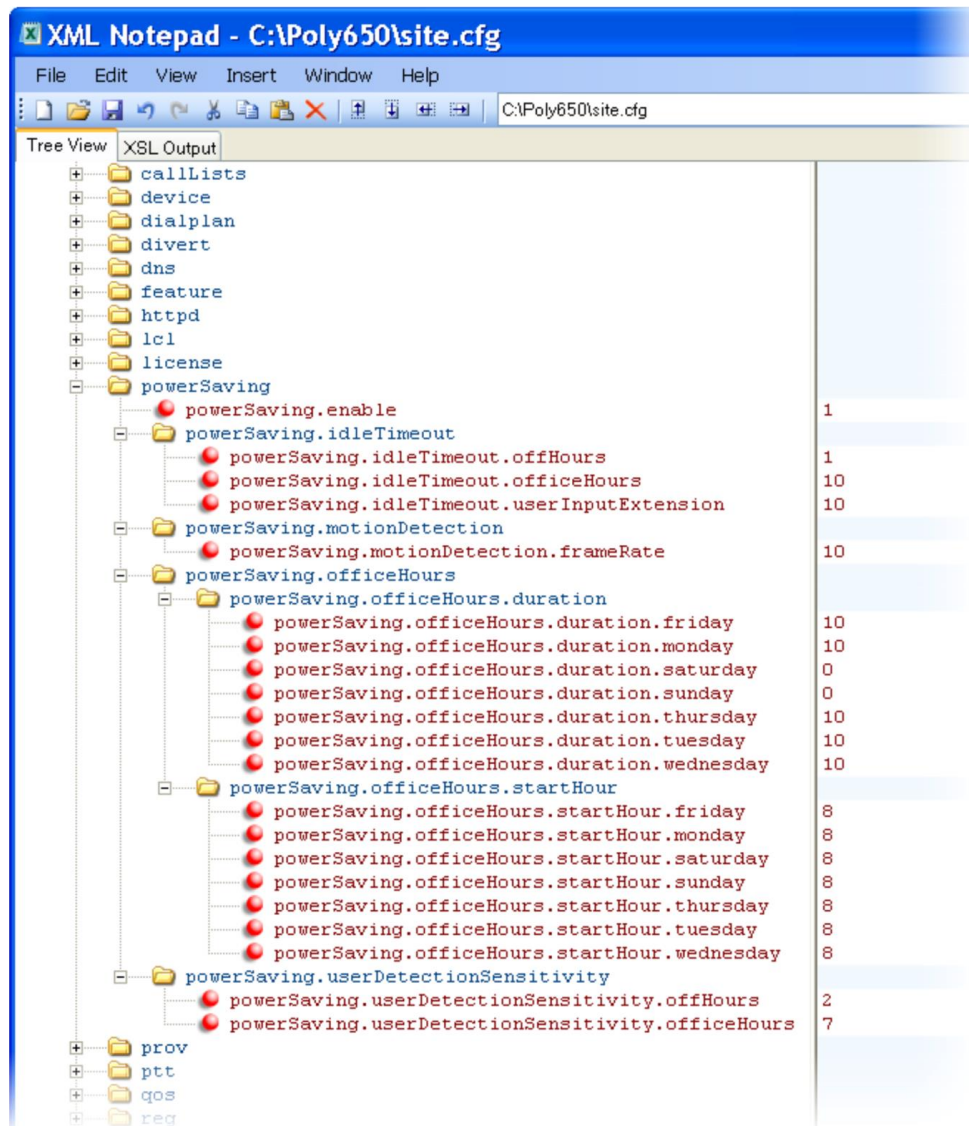 XML Notepad - C:\Poly650\site.cfg
File Edit View Insert Window Help
C:\Poly650\site.cfg
Tree View XSL Output
callLists
device
dialplan
divert
dns
feature
httpd
lcl
license
powerSaving
powerSaving.enable 1
powerSaving.idleTimeout
powerSaving.idleTimeout.offHours 1
powerSaving.idleTimeout.officeHours 10
powerSaving.idleTimeout.userInputExtension 10
powerSaving.motionDetection
powerSaving.motionDetection.frameRate 10
powerSaving.officeHours
powerSaving.officeHours.duration
powerSaving.officeHours.duration.friday 10
powerSaving.officeHours.duration.monday 10
powerSaving.officeHours.duration.saturday 0
powerSaving.officeHours.duration.sunday 0
powerSaving.officeHours.duration.thursday 10
powerSaving.officeHours.duration.tuesday 10
powerSaving.officeHours.duration.wednesday 10
powerSaving.officeHours.startHour
powerSaving.officeHours.startHour.friday 8
powerSaving.officeHours.startHour.monday 8
powerSaving.officeHours.startHour.saturday 8
powerSaving.officeHours.startHour.sunday 8
powerSaving.officeHours.startHour.thursday 8
powerSaving.officeHours.startHour.tuesday 8
powerSaving.officeHours.startHour.wednesday 8
powerSaving.userDetectionSensitivity
powerSaving.userDetectionSensitivity.offHours 2
powerSaving.userDetectionSensitivity.officeHours 7
prov
ptt
qos
reg